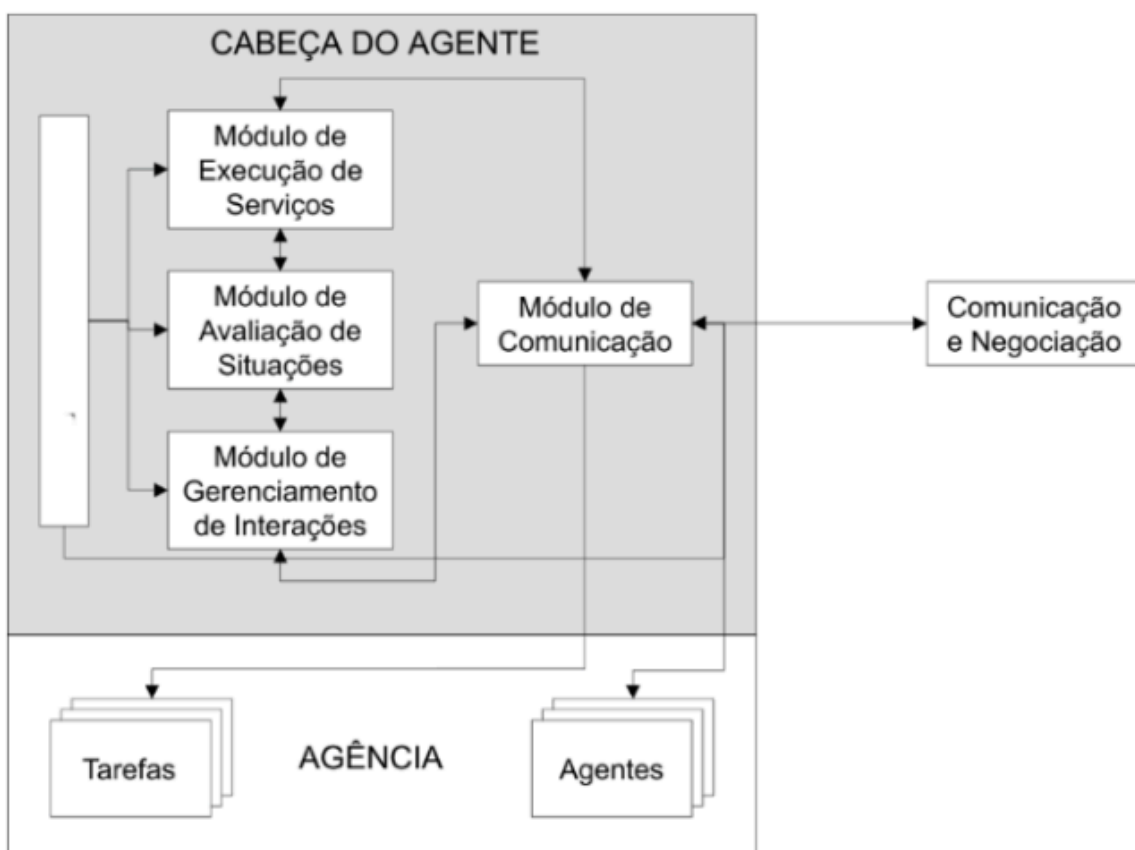 CABEÇA DO AGENTE
Módulo de
Execução de
Serviços
Módulo de
Avaliação de
Situações
Módulo de
Gerenciamento
de Interações
Módulo de
Comunicação
Comunicação
e Negociação
Tarefas
AGÊNCIA
Agentes